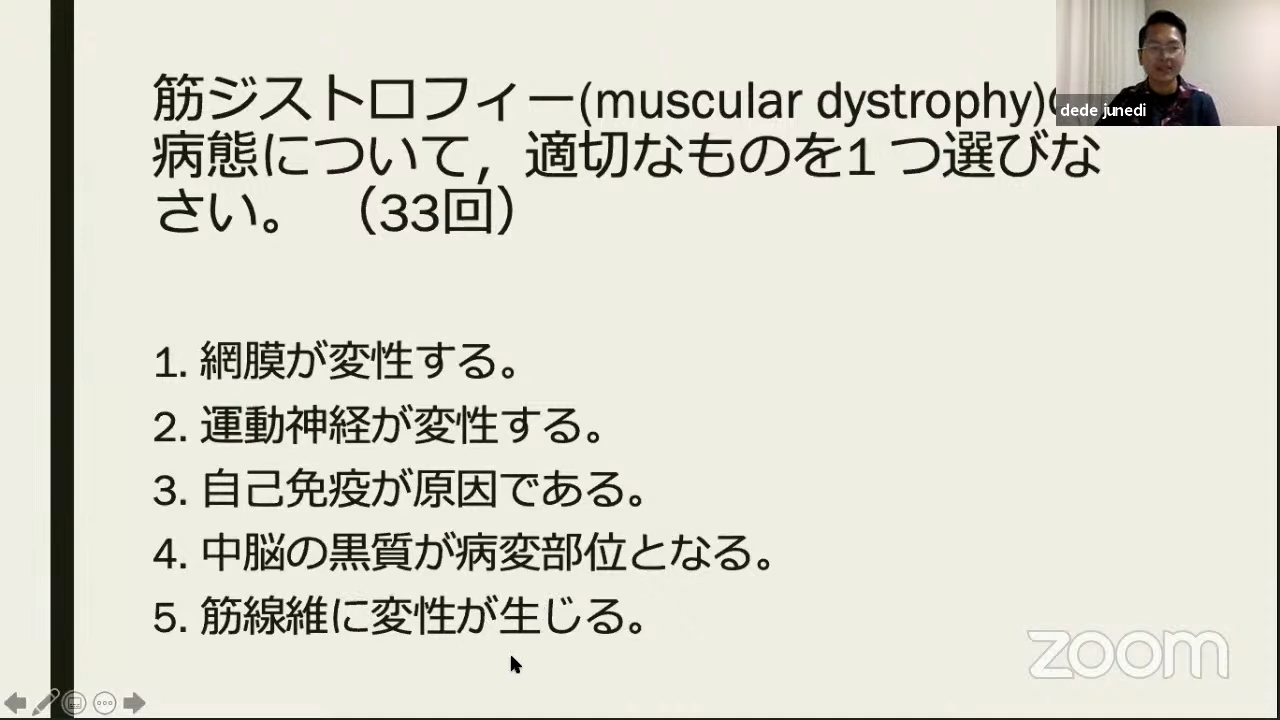 筋ジストロフィー(muscular dystrophy)
dede junedi
病態について，適切なものを1つ選びな
さい。 （33回）
1. 網膜が変性する。
2. 運動神経が変性する。
3. 自己免疫が原因である。
4. 中脳の黒質が病変部位となる。
5. 筋線維に変性が生じる。
zoom